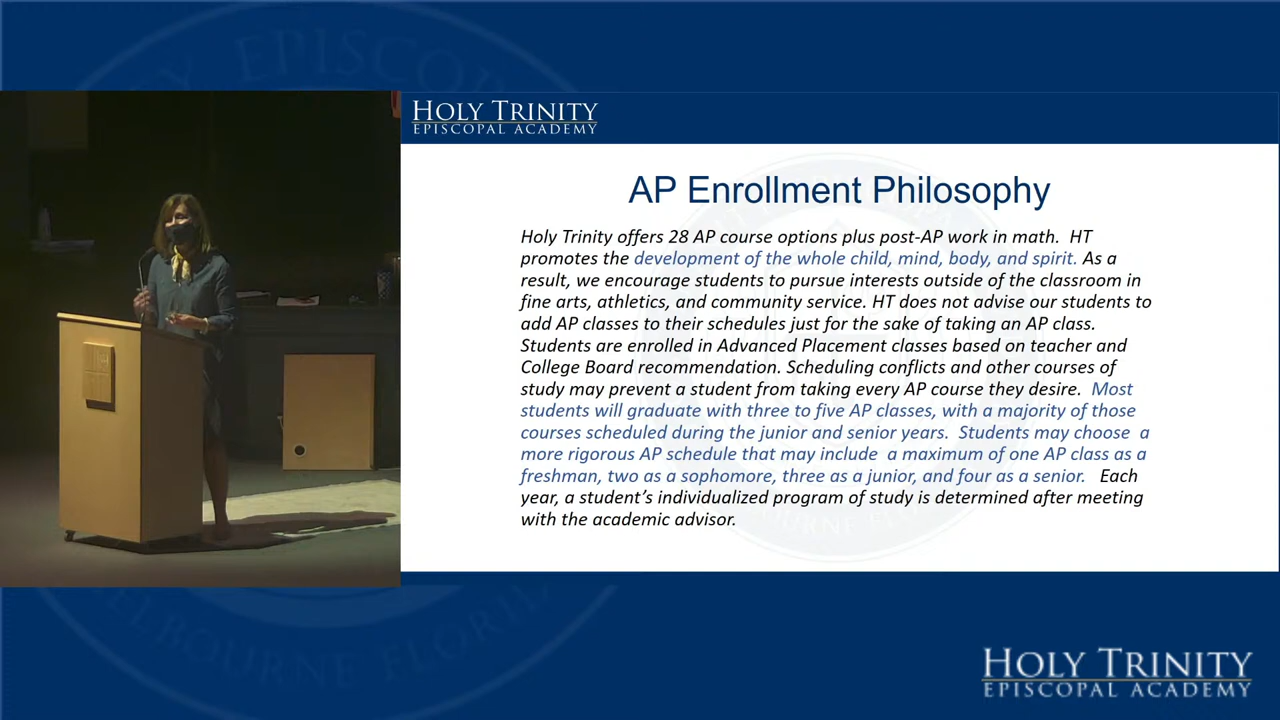 HOLY TRINITY
EPISCOPAL ACADEMY
AP Enrollment Philosophy
Holy Trinity offers 28 AP course options plus post-AP work in math. HT
promotes the development of the whole child, mind, body, and spirit. As a
result, we encourage students to pursue interests outside of the classroom in
fine arts, athletics, and community service. HT does not advise our students to
add AP classes to their schedules just for the sake of taking an AP class.
Students are enrolled in Advanced Placement classes based on teacher and
College Board recommendation. Scheduling conflicts and other courses of
study may prevent a student from taking every AP course they desire. Most
students will graduate with three to five AP classes, with a majority of those
courses scheduled during the junior and senior years. Students may choose a
more rigorous AP schedule that may include a maximum of one AP class as a
freshman, two as a sophomore, three as a junior, and four as a senior. Each
year, a student's individualized program of study is determined after meeting
with the academic advisor.
HOLY TRINITY
EPISCOPAL ACADEMY